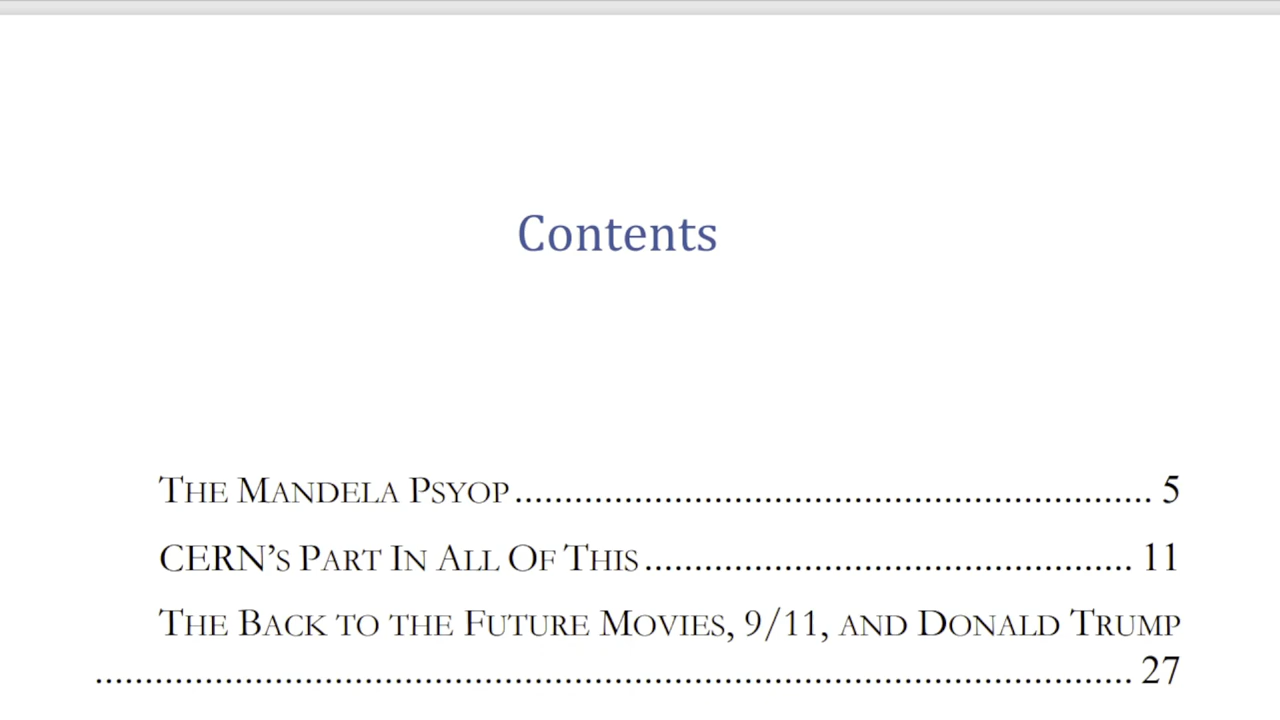 Contents
The Mandela Psyop................................................................ 5
CERN's Part In All Of This................................................. 11
The Back to the Future Movies, 9/11, and Donald Trump
........................................................................................................ 27